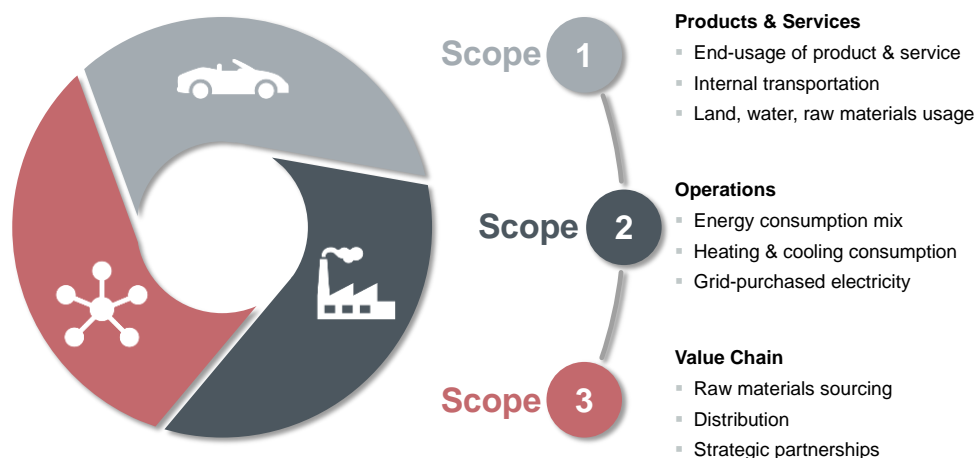 Scope 1
Products & Services
End-usage of product & service
Internal transportation
Land, water, raw materials usage
Scope 2
Operations
Energy consumption mix
Heating & cooling consumption
Grid-purchased electricity
Scope 3
Value Chain
Raw materials sourcing
Distribution
Strategic partnerships